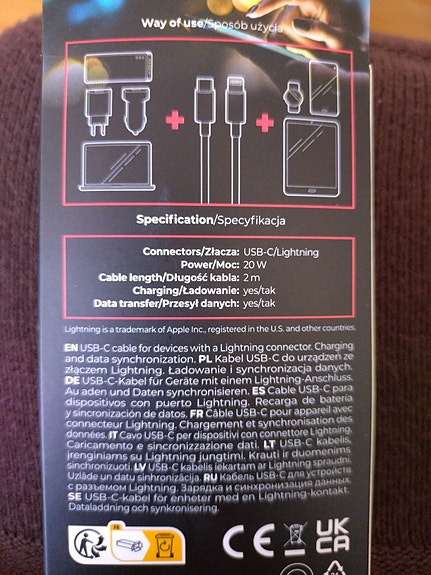 Way of use/Sposób użycia
Specification/Specyfikacja
Connectors/Złacza: USB-C/Lightning
Power/Moc: 20 W
Cable length/Długość kabla: 2 m
Charging/Ładowanie: yes/tak
Data transfer/Przesył danych: yes/tak
Lightning is a trademark of Apple Inc., registered in the U.S. and other countries.
EN USB-C cable for devices with a Lightning connector. Charging
and data synchronization. PL Kabel USB-C do urządzeń ze
złączem Lightning. Ładowanie i synchronizacja danych.
DE USB-C-Kabel für Geräte mit einem Lightning-Anschluss.
Au aden und Daten synchronisieren. ES Cable USB-C para
dispositivos con puerto Lightning. Recarga de batería
y sincronización de datos. FR Câble USB-C pour appareil avec
connecteur Lightning. Chargement et synchronisation des
données. IT Cavo USB-C per dispositivi con connettore Lightning.
Caricamento e sincronizzazione dati. LT USB-C kabelis,
įrenginiams su Lightning jungtimi. Krauti ir duomenims
sinchronizuoti. LV USB-C kabelis iekārtām ar Lightning spraudni.
Uzlāde un datu sinhronizācija. RU Кабель USB-C для устройств
с разъемом Lightning. Зарядка и синхронизация данных.
SE USB-C-kabel för enheter med en Lightning-kontakt.
Dataladdning och synkronisering.
FR
CE UK
CA